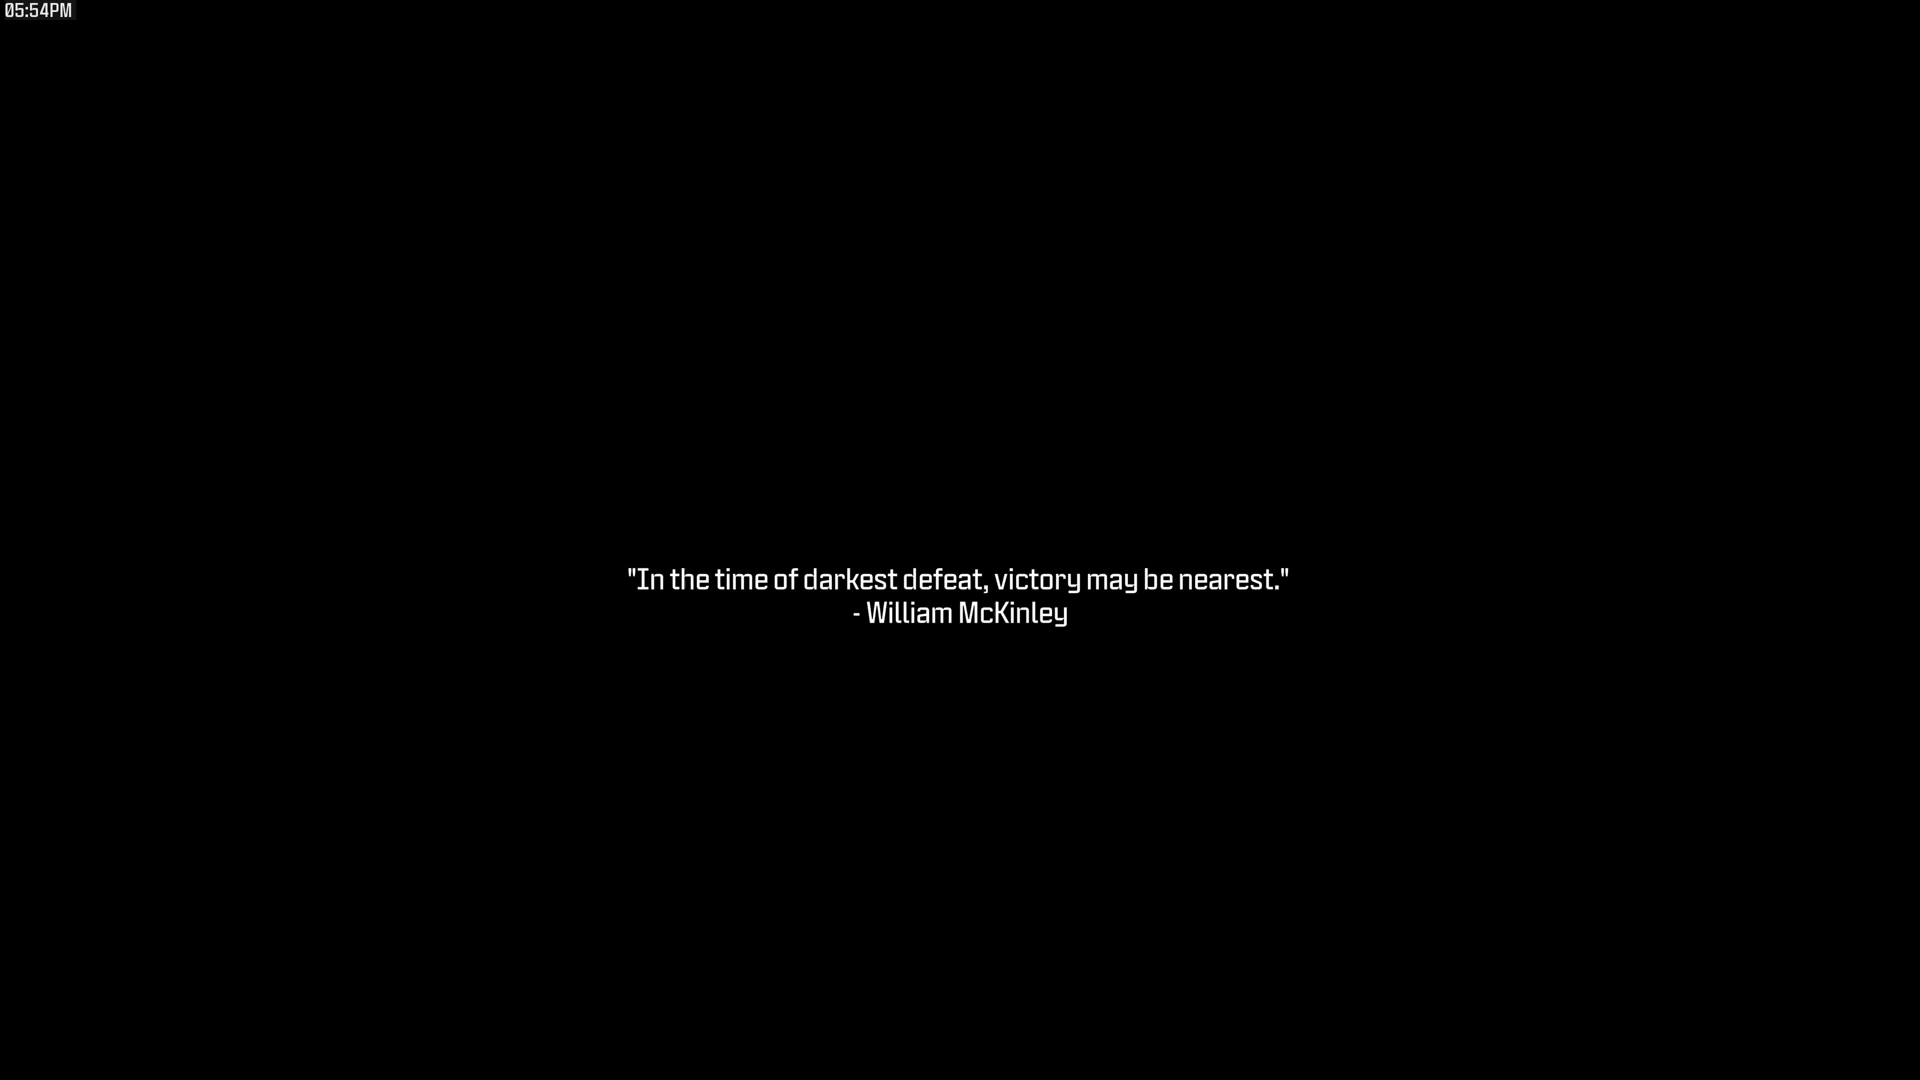 05:54PM
"In the time of darkest defeat, victory may be nearest."
- William McKinley